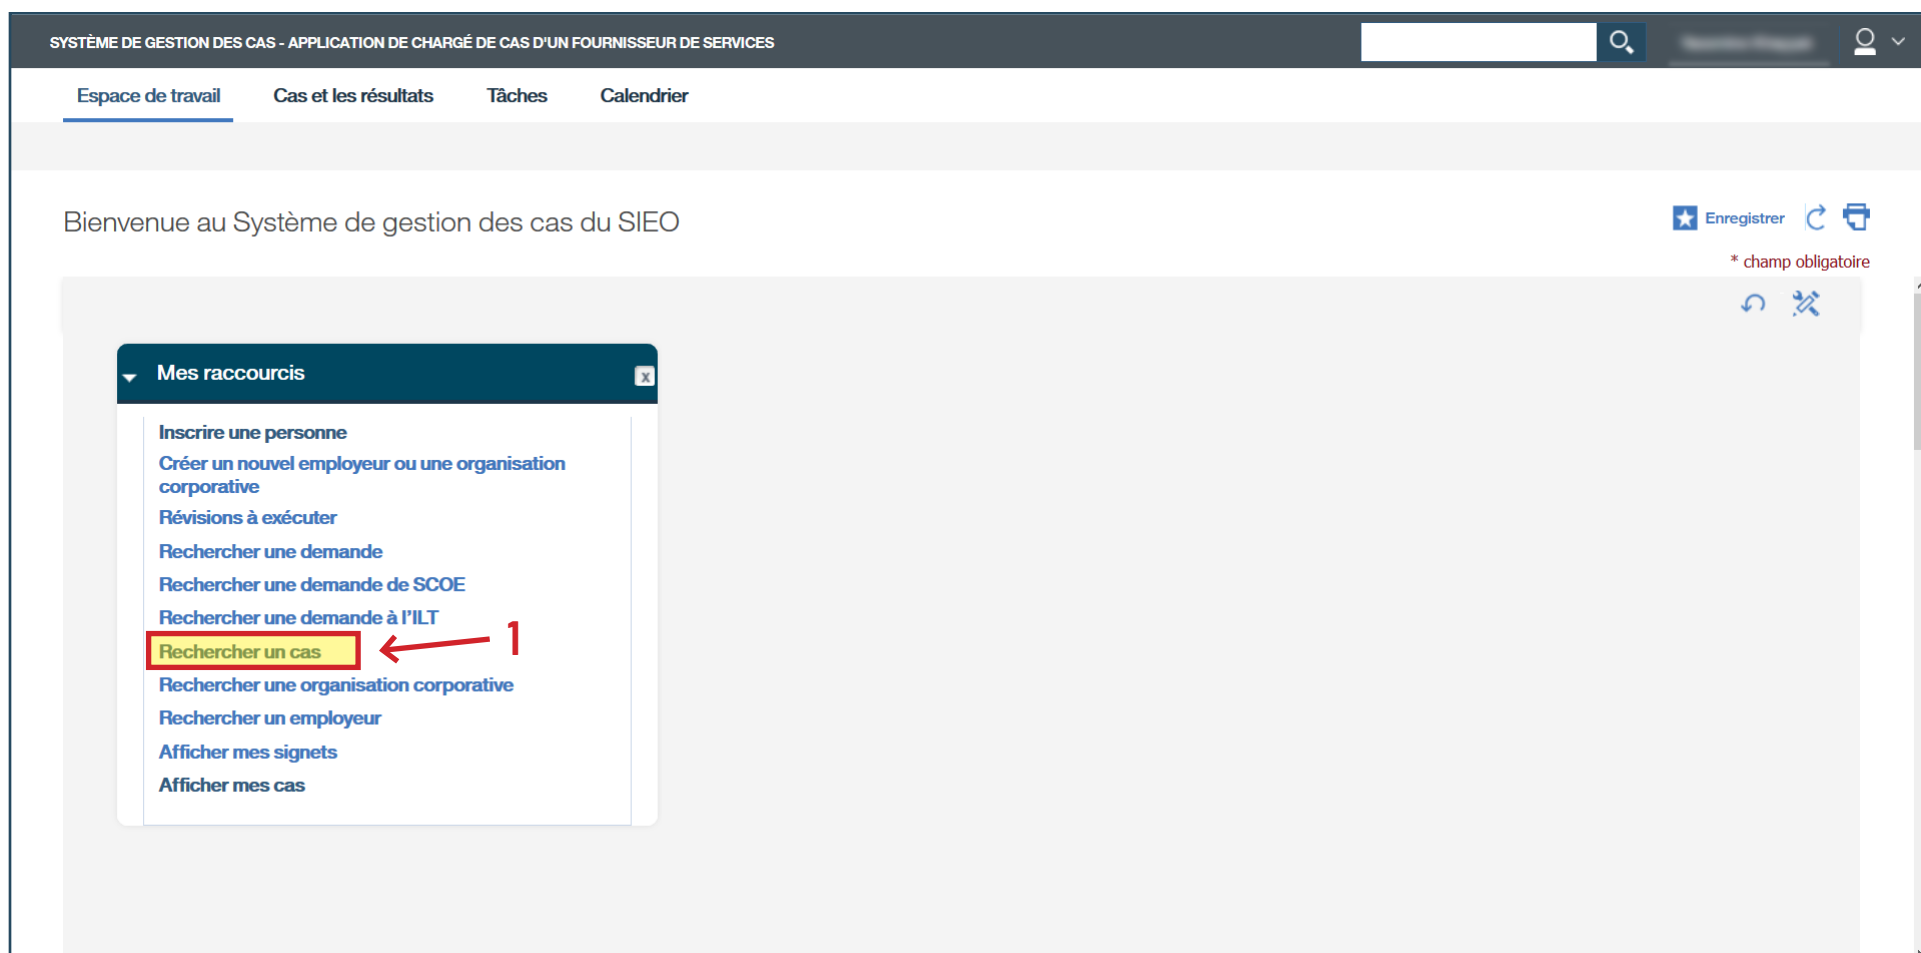 SYSTÈME DE GESTION DES CAS - APPLICATION DE CHARGÉ DE CAS D'UN FOURNISSEUR DE SERVICES
Espace de travail Cas et les résultats Tâches Calendrier
Bienvenue au Système de gestion des cas du SIEO
Enregistrer
* champ obligatoire
Mes raccourcis
x
Inscrire une personne
Créer un nouvel employeur ou une organisation
corporative
Révisions à exécuter
Rechercher une demande
Rechercher une demande de SCOE
Rechercher une demande à l’ILT
Rechercher un cas
1
Rechercher une organisation corporative
Rechercher un employeur
Afficher mes signets
Afficher mes cas